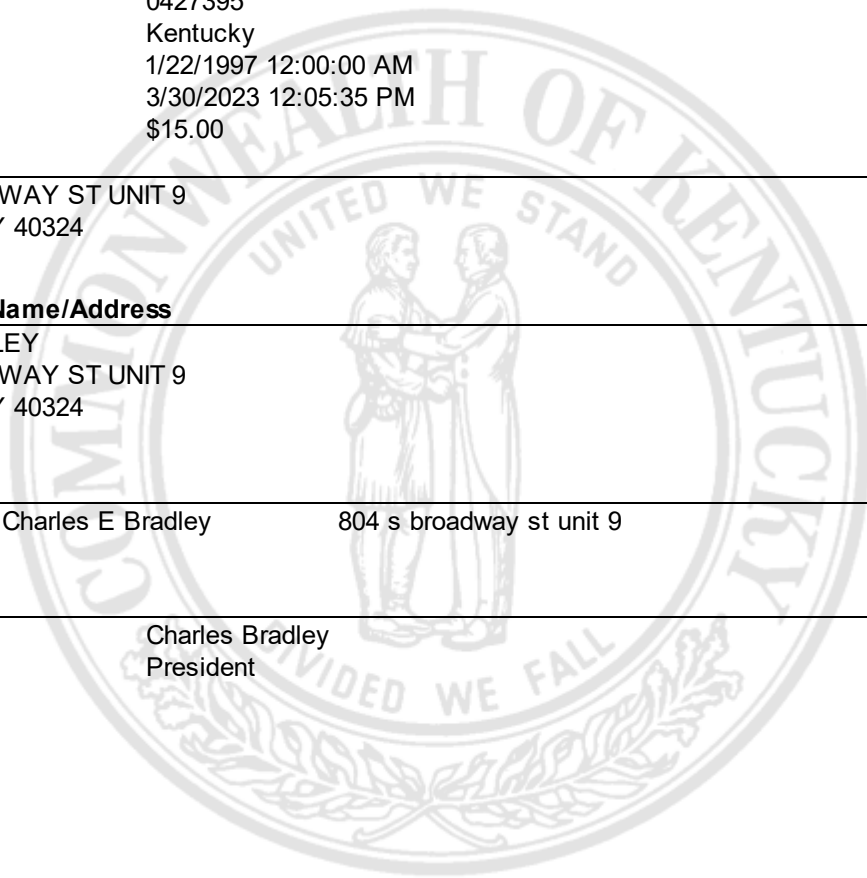 0427395
Kentucky
1/22/1997 12:00:00 AM
3/30/2023 12:05:35 PM
$15.00
WAY ST UNIT 9
40324
Name/Address
LEY
WAY ST UNIT 9
40324
Charles E Bradley 804 s broadway st unit 9
Charles Bradley
President
COMMONWEALTH OF KENTUCKY
UNITED WE STAND
DIVIDED WE FALL